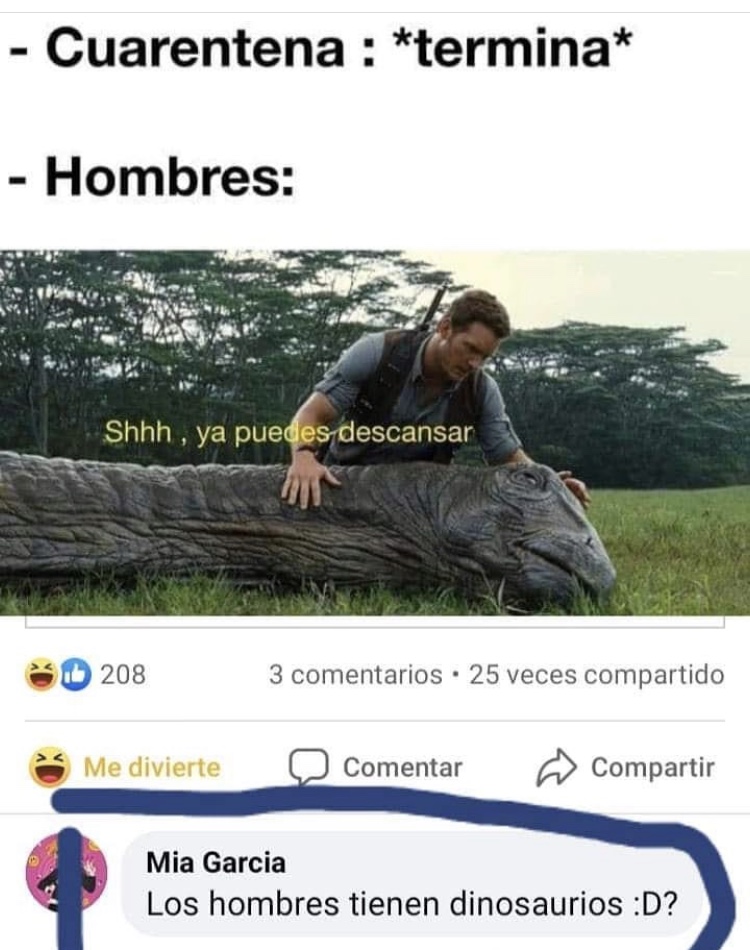 - Cuarentena : *termina*
- Hombres:
Shhh , ya puedes descansar
208
3 comentarios • 25 veces compartido
Me divierte
Comentar
Compartir
Mia Garcia
Los hombres tienen dinosaurios :D?